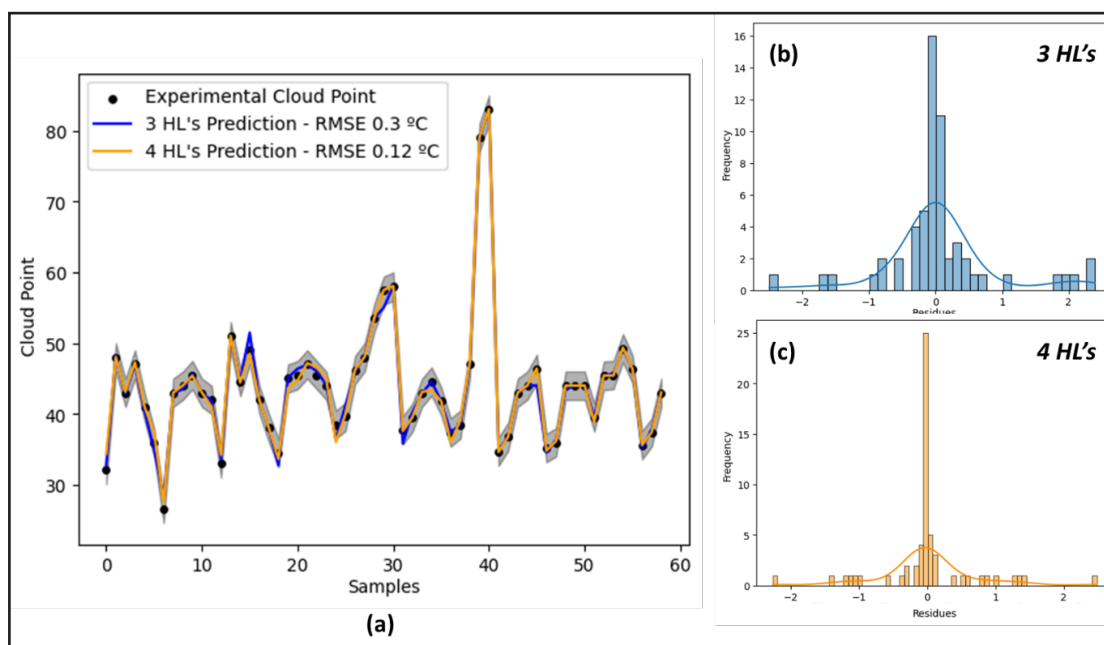 Experimental Cloud Point
3 HL's Prediction - RMSE 0.3 ºC
4 HL's Prediction - RMSE 0.12 ºC
Cloud Point
80
70
60
50
40
30
0 10 20 30 40 50 60
Samples
(a)
(b)
3 HL's
Frequency
16
14
12
10
8
6
4
2
0
−2 −1 0 1 2
Residues
(c)
4 HL's
Frequency
25
20
15
10
5
0
−2 −1 0 1 2
Residues